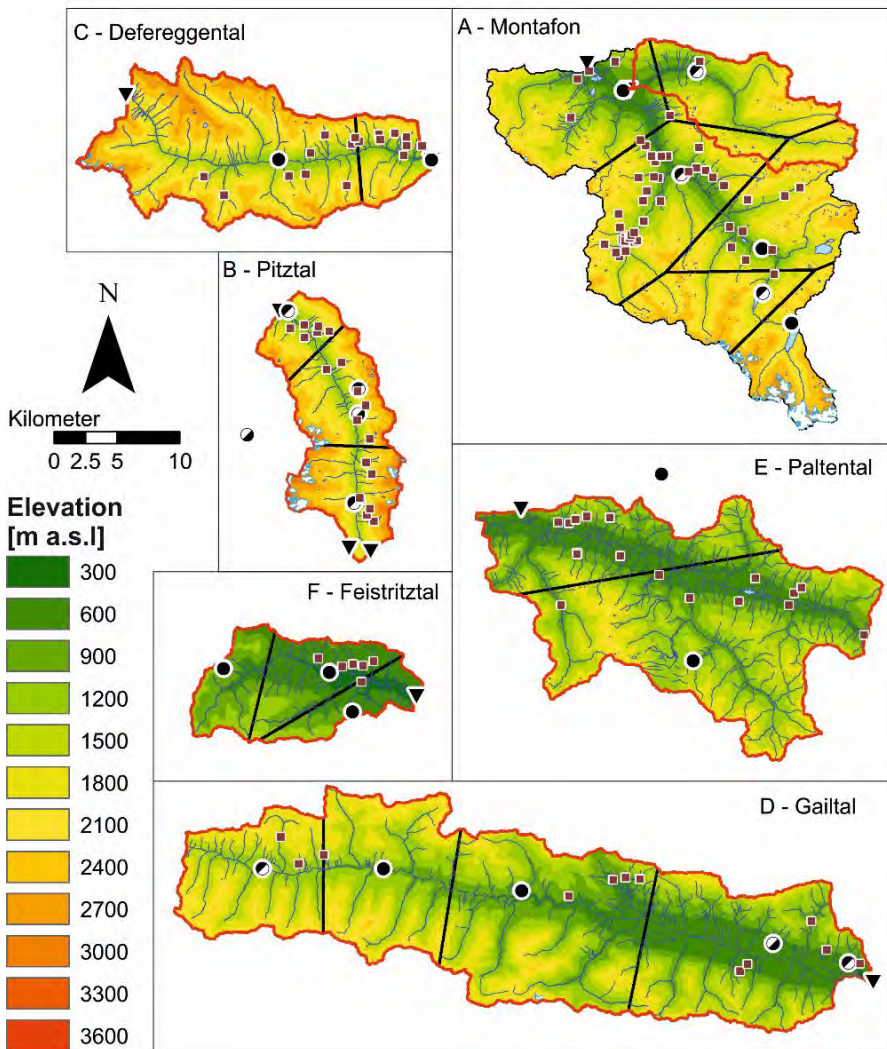 C - Defereggental
A - Montafon
B - Pitztal
N
Kilometer
0 2.5 5 10
E - Paltental
Elevation
[m a.s.l]
300
600
900
1200
1500
1800
2100
2400
2700
3000
3300
3600
F - Feistritztal
D - Gailtal